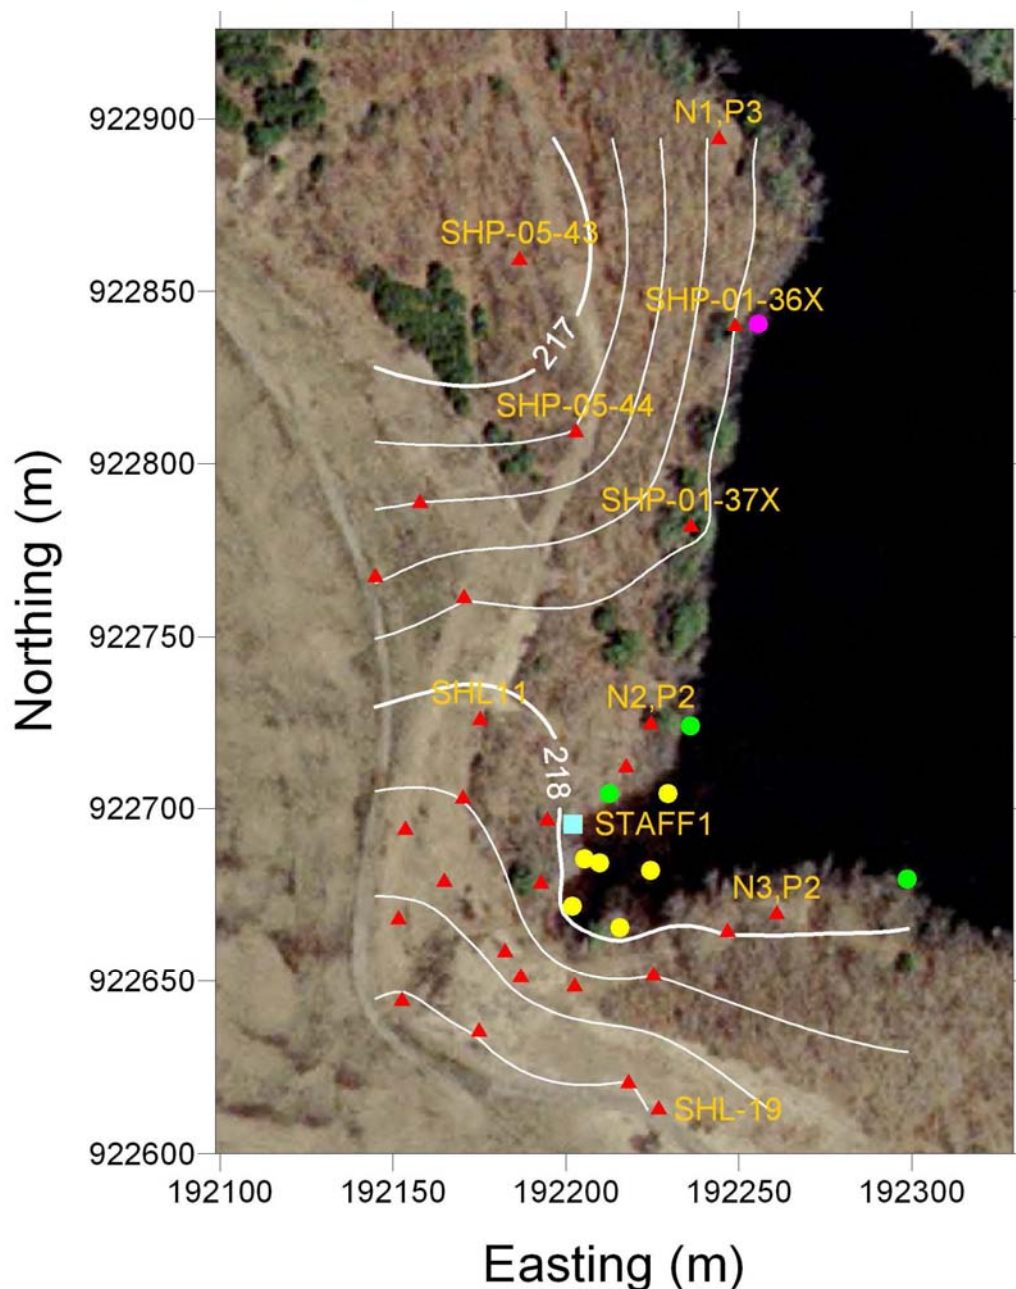 N1,P3
922900
SHP-05-43
922850
SHP-01-36X
217
SHP-05-44
922800
SHP-01-37X
922750
SHL11
N2,P2
218
922700
STAFF1
N3,P2
922650
SHL-19
922600
192100 192150 192200 192250 192300
Northing (m)
Easting (m)